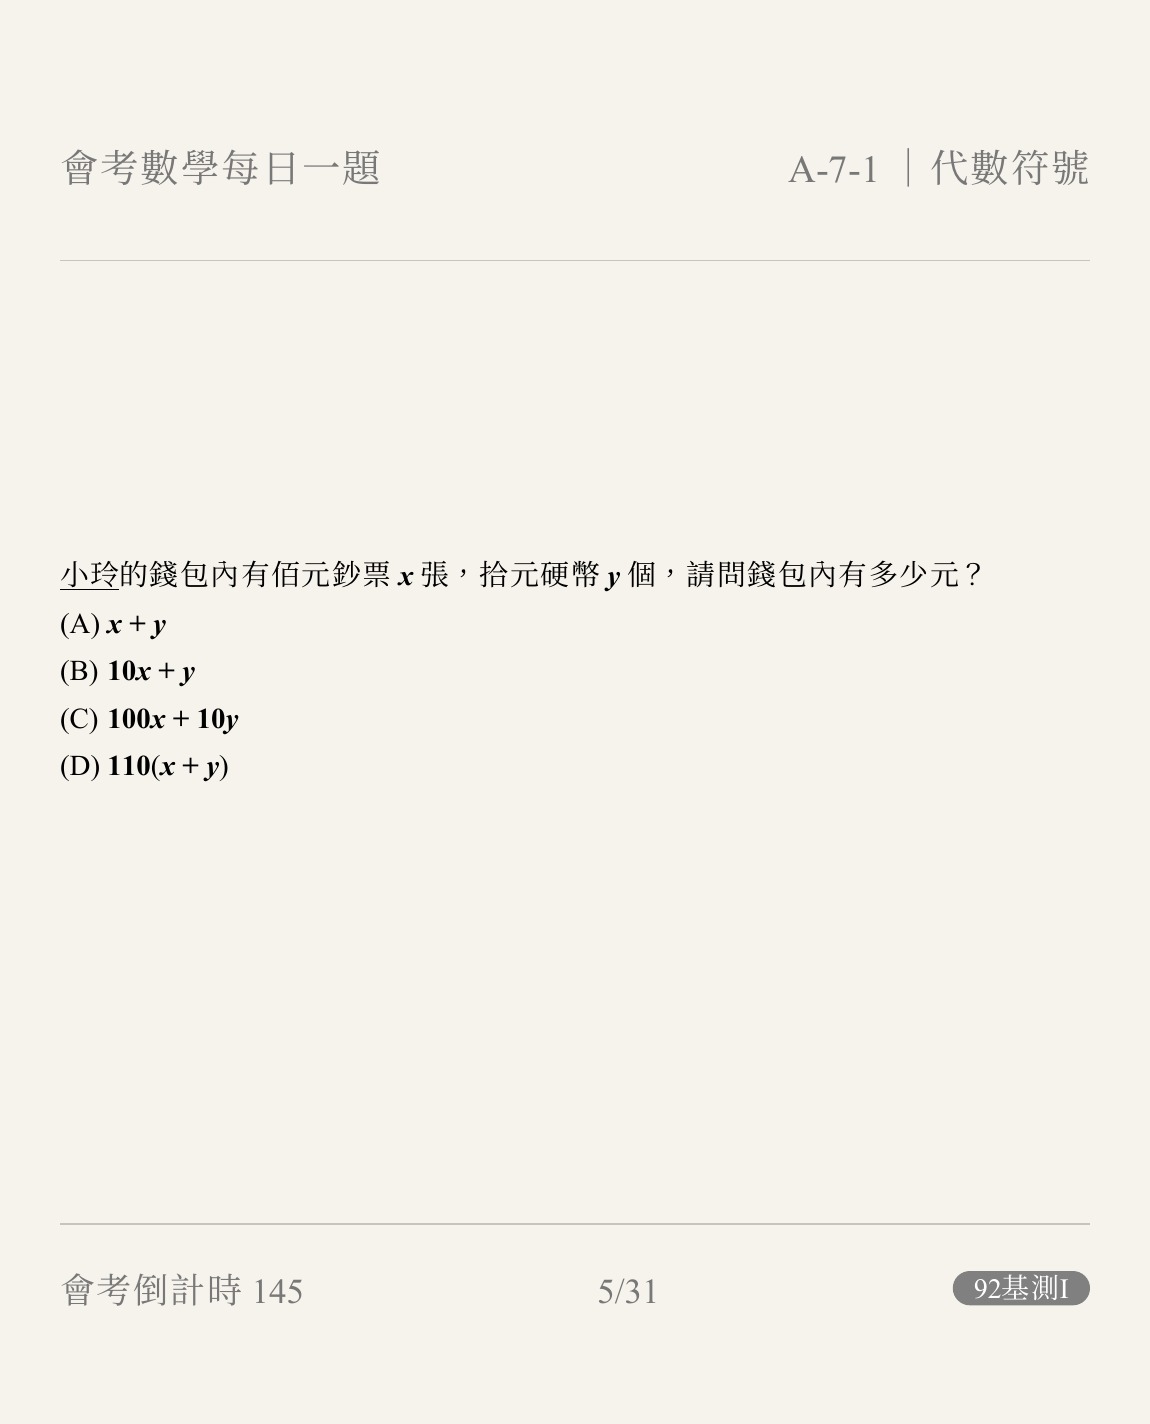 會考數學每日一題
A-7-1 ｜代數符號
小玲的錢包內有佰元鈔票 x 張，拾元硬幣 y 個，請問錢包內有多少元？
(A) x + y
(B) 10x + y
(C) 100x + 10y
(D) 110(x + y)
會考倒計時 145
5/31
92基測I